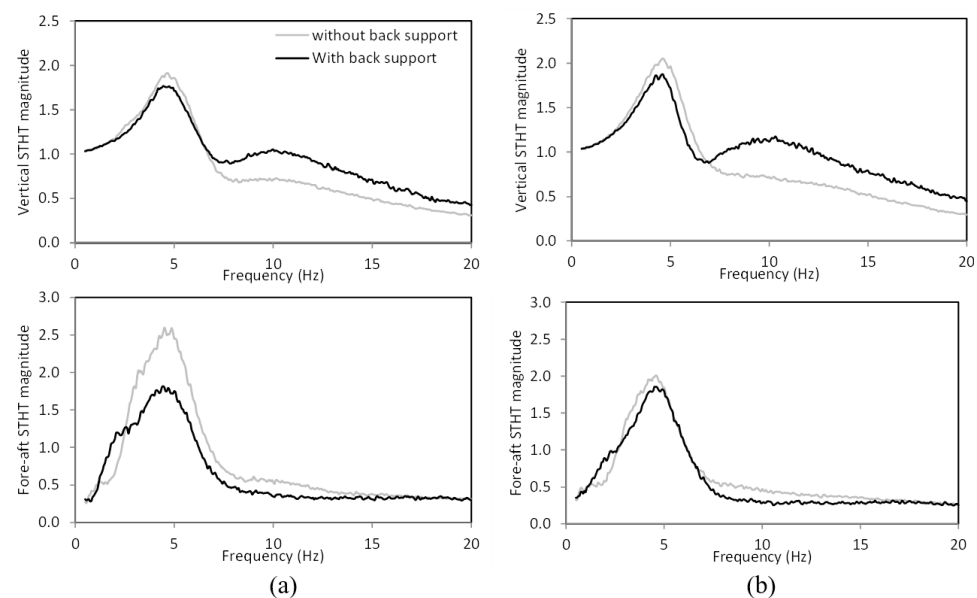 2.5
2.0
1.5
1.0
0.5
0.0
Vertical STHT magnitude
without back support
With back support
0 5 10 15 20
Frequency (Hz)
2.5
2.0
1.5
1.0
0.5
0.0
Vertical STHT magnitude
0 5 10 15 20
Frequency (Hz)
3.0
2.5
2.0
1.5
1.0
0.5
0.0
Fore-aft STHT magnitude
0 5 10 15 20
Frequency (Hz)
(a)
3.0
2.5
2.0
1.5
1.0
0.5
0.0
Fore-aft STHT magnitude
0 5 10 15 20
Frequency (Hz)
(b)